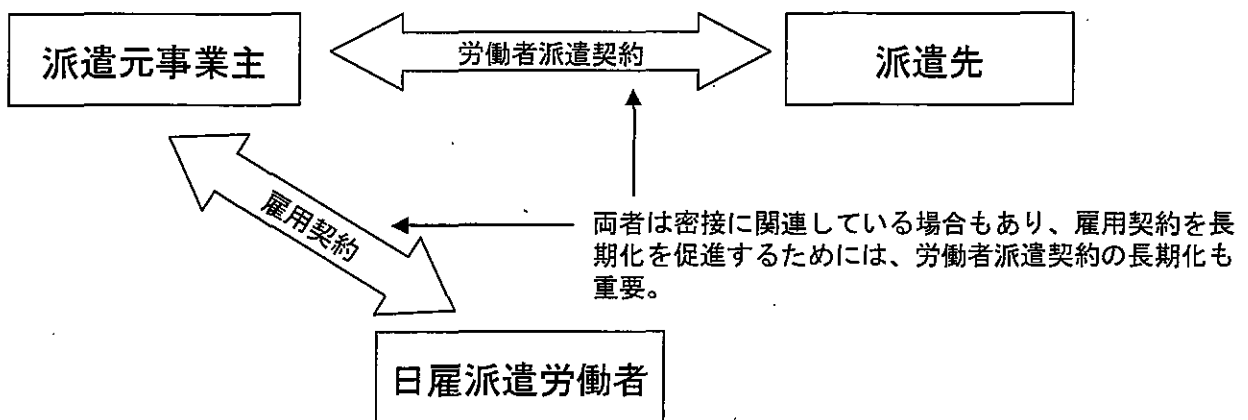 派遣元事業主
労働者派遣契約
派遣先
雇用契約
両者は密接に関連している場合もあり、雇用契約を長
期化を促進するためには、労働者派遣契約の長期化も
重要。
日雇派遣労働者